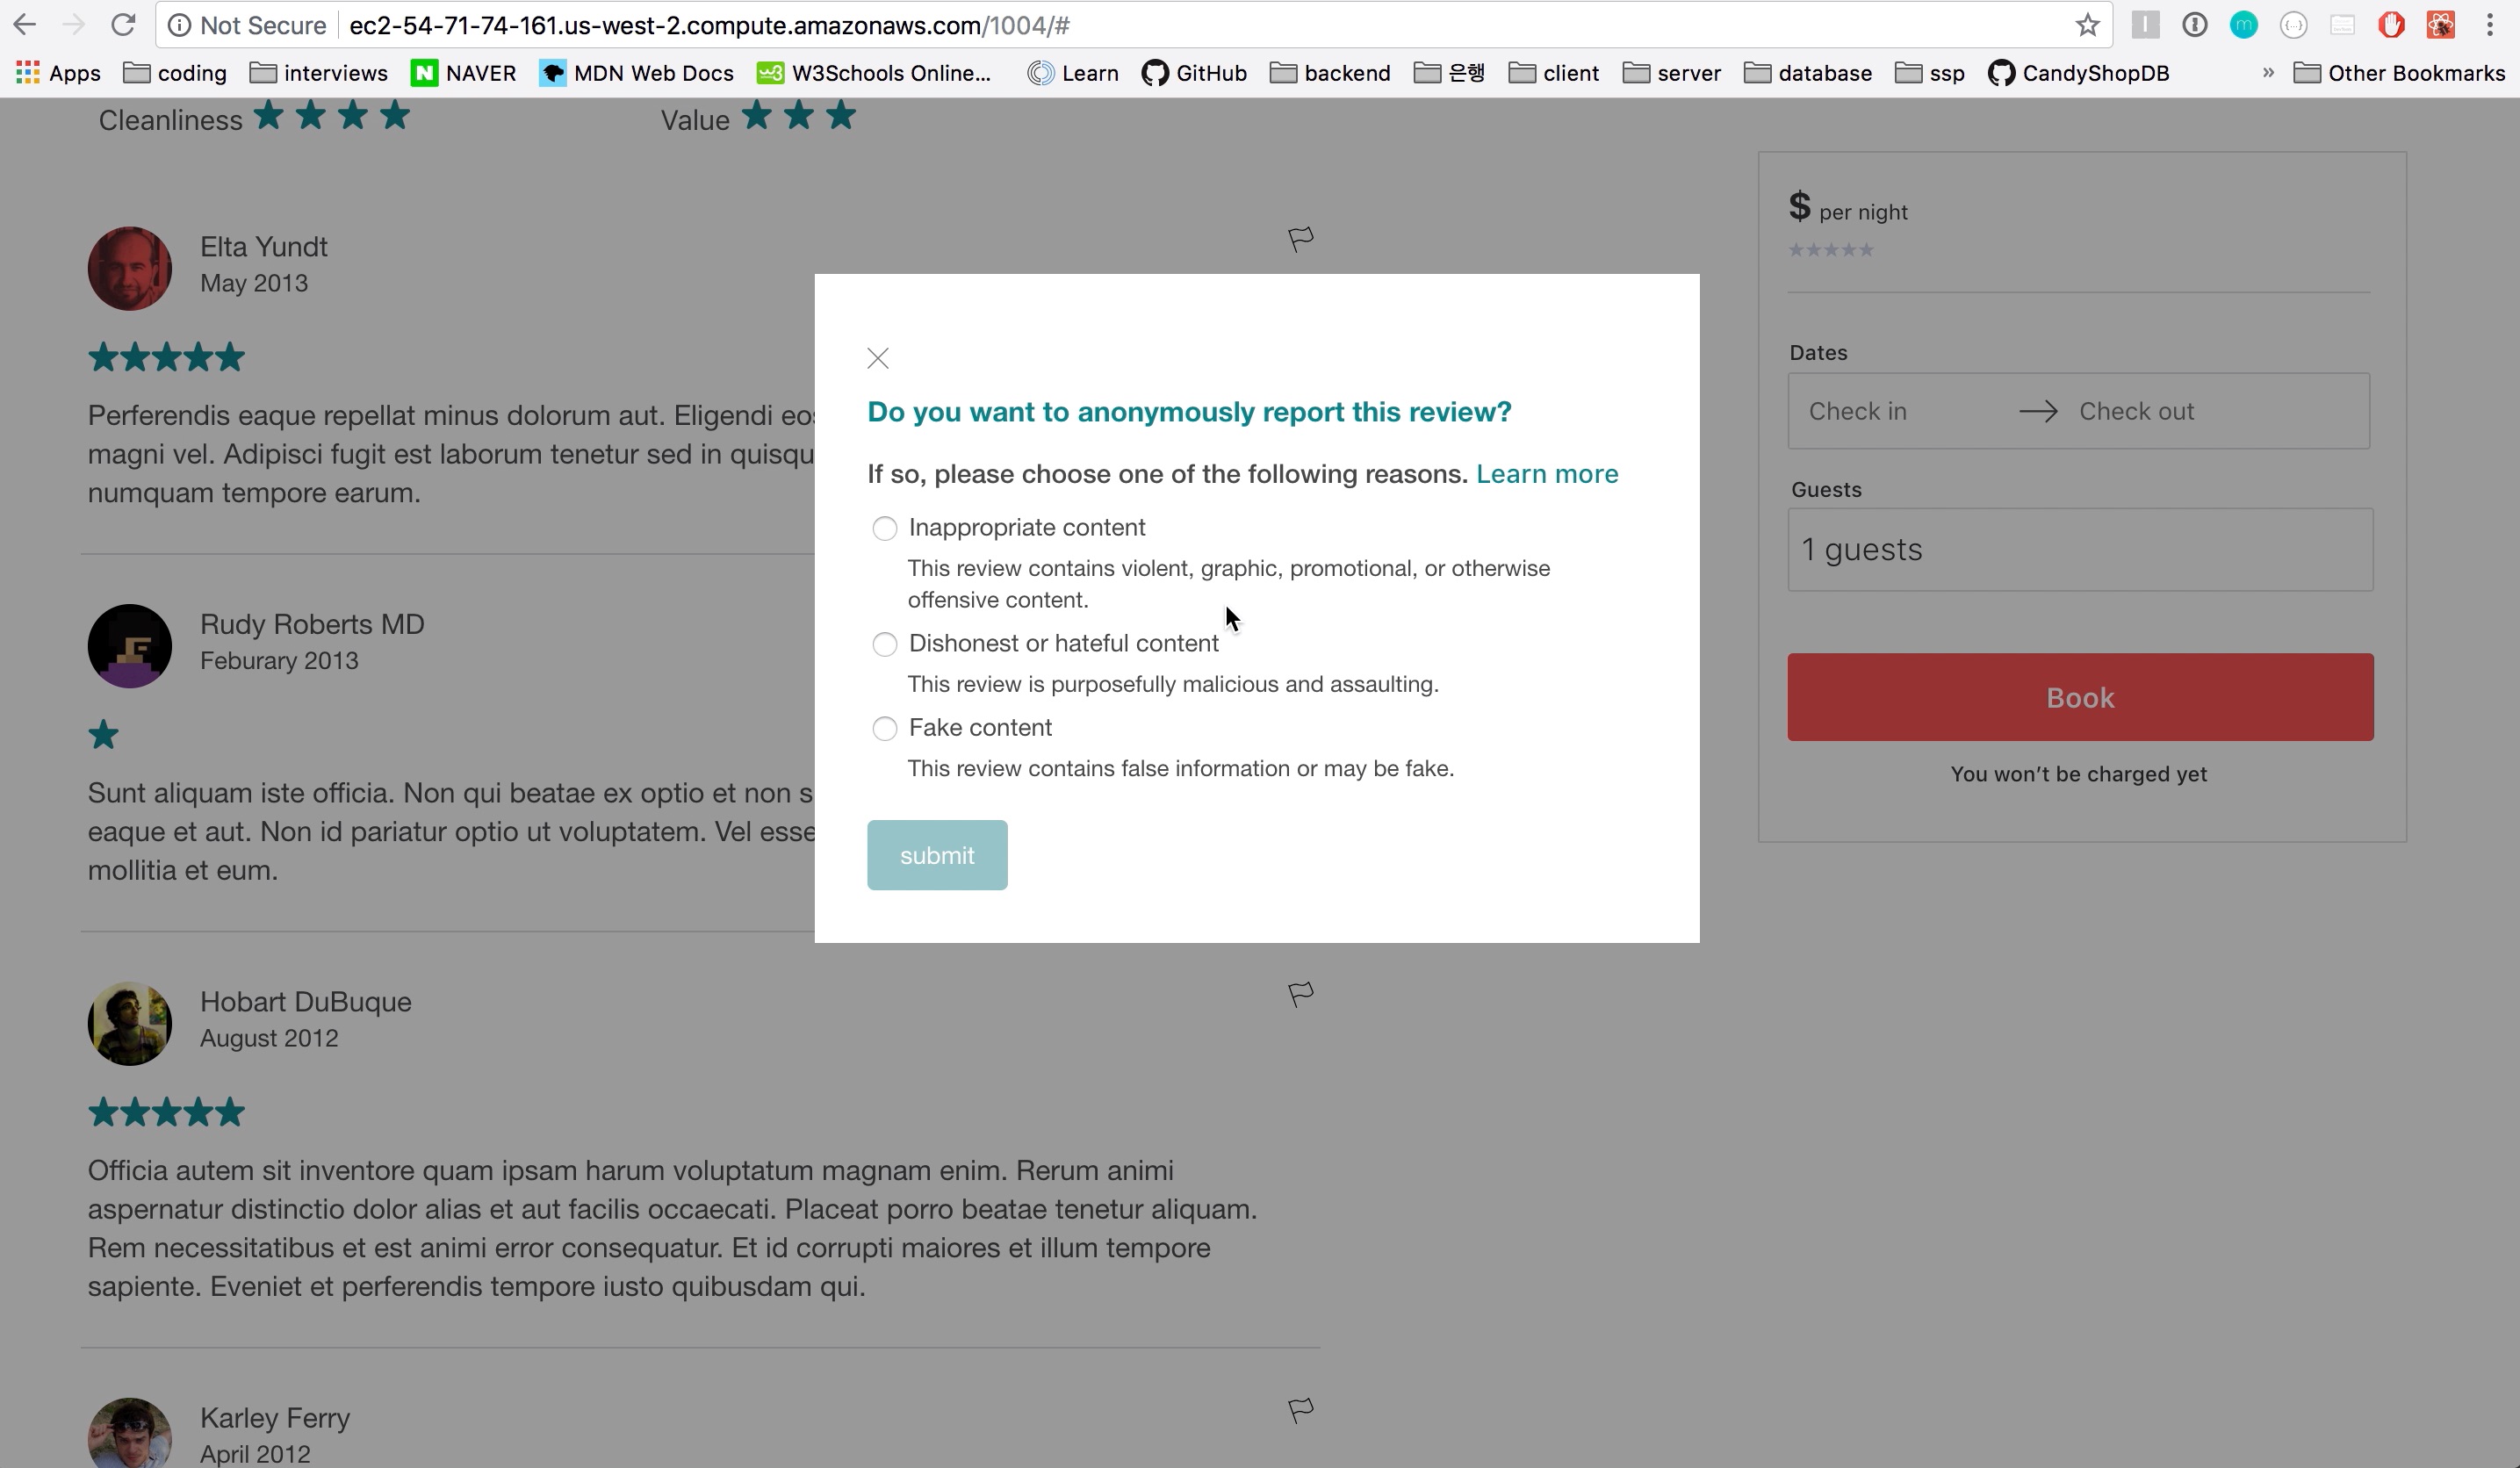 Not Secure ec2-54-71-74-161.us-west-2.compute.amazonaws.com/1004/#
Apps coding interviews NAVER MDN Web Docs W3Schools Online... Learn GitHub backend 은행 client server database ssp CandyShopDB » Other Bookmarks
Cleanliness
Value
Elta Yundt
May 2013
Perferendis eaque repellat minus dolorum aut. Eligendi
magni vel. Adipisci fugit est laborum tenetur sed in
numquam tempore earum.
Rudy Roberts MD
Feburary 2013
Sunt aliquam iste officia. Non qui beatae ex optio et non
eaque et aut. Non id pariatur optio ut voluptatem. Vel esse
mollitia et eum.
Hobart DuBuque
August 2012
Officia autem sit inventore quam ipsam harum voluptatum magnam enim. Rerum animi
aspernatur distinctio dolor alias et aut facilis occaecati. Placeat porro beatae tenetur aliquam.
Rem necessitatibus et est animi error consequatur. Et id corrupti maiores et illum tempore
sapiente. Eveniet et perferendis tempore iusto quibusdam qui.
Karley Ferry
April 2012
Do you want to anonymously report this review?
If so, please choose one of the following reasons. Learn more
Inappropriate content
This review contains violent, graphic, promotional, or otherwise
offensive content.
Dishonest or hateful content
This review is purposefully malicious and assaulting.
Fake content
This review contains false information or may be fake.
submit
$ per night
Dates
Check in → Check out
Guests
1 guests
Book
You won't be charged yet